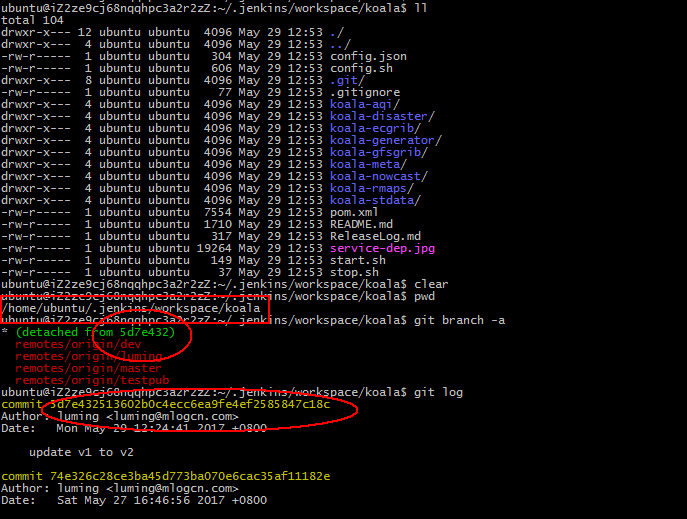 ubuntu@iZ2ze9cj68nqqhpc3a2r2zZ:~/.jenkins/workspace/koala$ ll
total 104
drwxr-x--- 12 ubuntu ubuntu 4096 May 29 12:53 ./
drwxr-x--- 4 ubuntu ubuntu 4096 May 29 12:53 ../
-rw-r----- 1 ubuntu ubuntu 304 May 29 12:53 config.json
-rw-r----- 1 ubuntu ubuntu 606 May 29 12:53 config.sh
drwxr-x--- 8 ubuntu ubuntu 4096 May 29 12:53 .git/
-rw-r----- 1 ubuntu ubuntu 77 May 29 12:53 .gitignore
drwxr-x--- 4 ubuntu ubuntu 4096 May 29 12:53 koala-aqi/
drwxr-x--- 4 ubuntu ubuntu 4096 May 29 12:53 koala-disaster/
drwxr-x--- 4 ubuntu ubuntu 4096 May 29 12:53 koala-ecgrib/
drwxr-x--- 4 ubuntu ubuntu 4096 May 29 12:53 koala-generator/
drwxr-x--- 4 ubuntu ubuntu 4096 May 29 12:53 koala-gfsgrib/
drwxr-x--- 4 ubuntu ubuntu 4096 May 29 12:53 koala-meta/
drwxr-x--- 4 ubuntu ubuntu 4096 May 29 12:53 koala-nowcast/
drwxr-x--- 4 ubuntu ubuntu 4096 May 29 12:53 koala-rmaps/
drwxr-x--- 4 ubuntu ubuntu 4096 May 29 12:53 koala-stdata/
-rw-r----- 1 ubuntu ubuntu 7554 May 29 12:53 pom.xml
-rw-r----- 1 ubuntu ubuntu 1710 May 29 12:53 README.md
-rw-r----- 1 ubuntu ubuntu 317 May 29 12:53 ReleaseLog.md
-rw-r----- 1 ubuntu ubuntu 19264 May 29 12:53 service-dep.jpg
-rw-r----- 1 ubuntu ubuntu 149 May 29 12:53 start.sh
-rw-r----- 1 ubuntu ubuntu 37 May 29 12:53 stop.sh
ubuntu@iZ2ze9cj68nqqhpc3a2r2zZ:~/.jenkins/workspace/koala$ clear
ubuntu@iZ2ze9cj68nqqhpc3a2r2zZ:~/.jenkins/workspace/koala$ pwd
/home/ubuntu/.jenkins/workspace/koala
ubuntu@iZ2ze9cj68nqqhpc3a2r2zZ:~/.jenkins/workspace/koala$ git branch -a
* (detached from 5d7e432)
remotes/origin/dev
remotes/origin/luming
remotes/origin/master
remotes/origin/testpub
ubuntu@iZ2ze9cj68nqqhpc3a2r2zZ:~/.jenkins/workspace/koala$ git log
commit 5d7e432513602b0c4ecc6ea9fe4ef2585847c18c
Author: luming <luming@mlogcn.com>
Date: Mon May 29 12:24:41 2017 +0800
update v1 to v2
commit 74e326c28ce3ba45d773ba070e6cac35af11182e
Author: luming <luming@mlogcn.com>
Date: Sat May 27 16:46:56 2017 +0800